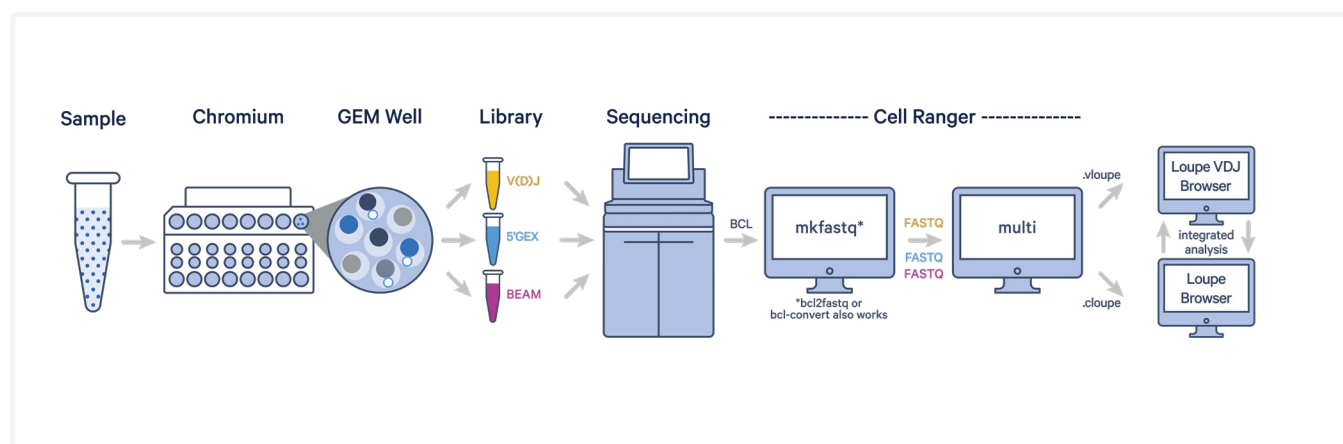 Sample
Chromium
GEM Well
Library
Sequencing
-------------- Cell Ranger --------------
V(D)J
5'GEX
BEAM
BCL
mkfastq*
*bcl2fastq or
bcl-convert also works
FASTQ
FASTQ
FASTQ
multi
.vloupe
.cloupe
Loupe VDJ
Browser
integrated
analysis
Loupe
Browser